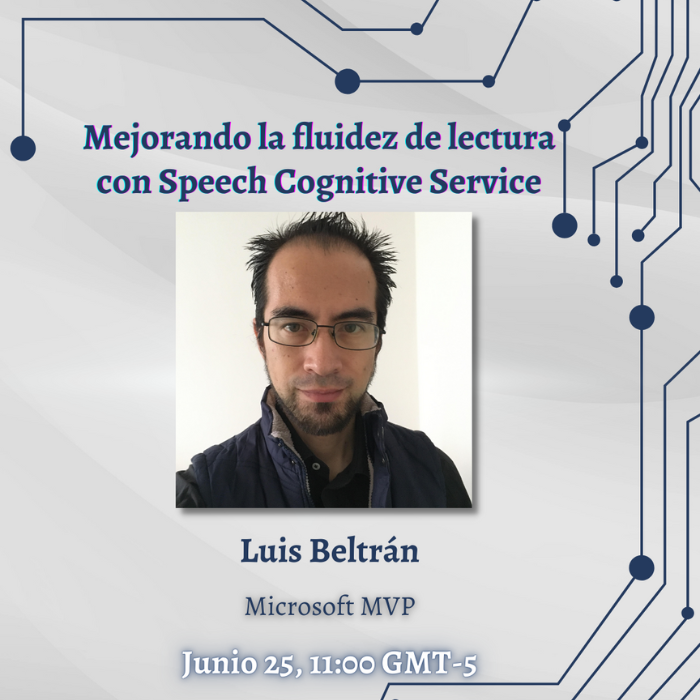 Mejorando la fluidez de lectura
con Speech Cognitive Service
Luis Beltrán
Microsoft MVP
Junio 25, 11:00 GMT-5